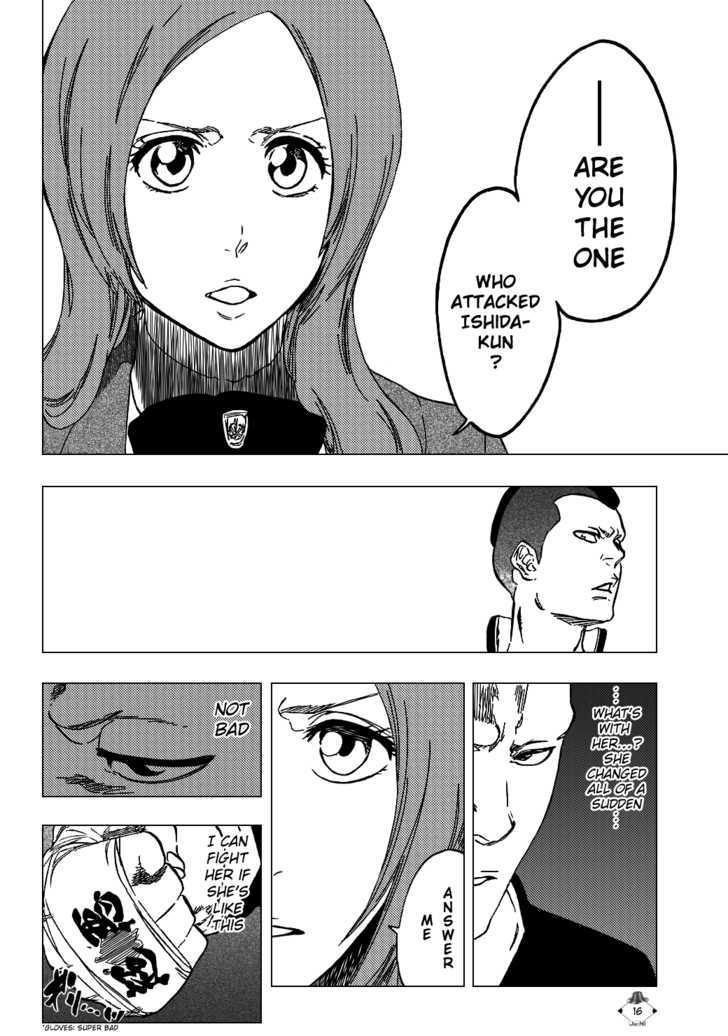 —
ARE
YOU
THE
ONE
WHO
ATTACKED
ISHIDA-
KUN
?
......
WHAT'S
WITH
HER...?
SHE
CHANGED
ALL OF A
SUDDEN
......
ANSWER
ME
NOT
BAD
I CAN
FIGHT
HER IF
SHE'S
LIKE
THIS
*GLOVES: SUPER BAD
16